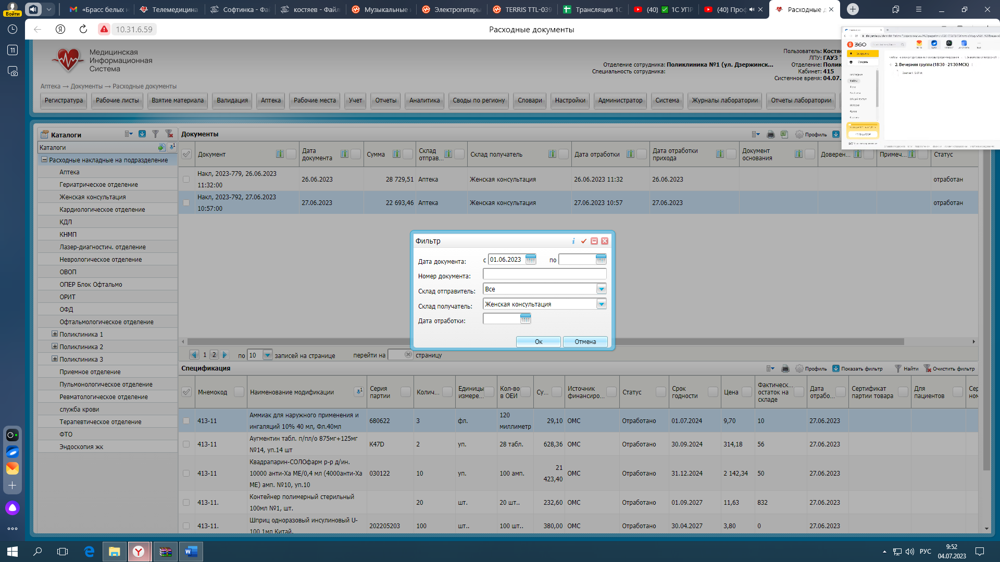 Войти
«Брасс белых н
Телемедицина
Софтинка – Фай
костяев – Файл
Музыкальные
Электрогитары
TERRIS TTL-039
Трансляции 1С
(40) ✅ 1С УПР
(40) Проф
Расходные д
10.31.6.59
Расходные документы
11
Медицинская
Информационная
Система
Пользователь: Костяе
ЛПУ: ГАУЗ "
Отделение сотрудника: Поликлиника №1 (ул. Дзержинск...
Отделение: Полик
Специальность сотрудника:
Кабинет: 415
Системное время: 04.07.
Аптека → Документы → Расходные документы
Регистратура
Рабочие листы
Взятие материала
Валидация
Аптека
Рабочие места
Учет
Отчеты
Аналитика
Своды по региону
Словари
Настройки
Администратор
Система
Журналы лаборатории
Отчеты лаборатории
360
2. Вечерняя группа (18:30 - 21:30 МСК)
Каталоги
Каталоги
Расходные накладные на подразделение
Аптека
Гериатрическое отделение
Женская консультация
Кардиологическое отделение
КДЛ
КНМП
Лазер-диагностич. отделение
Неврологическое отделение
ОВОП
ОПЕР Блок Офтальмо
ОРИТ
ОФД
Офтальмологическое отделение
Поликлиника 1
Поликлиника 2
Поликлиника 3
Приемное отделение
Пульмонологическое отделение
Ревматологическое отделение
служба крови
Терапевтическое отделение
ФТО
Эндоскопия жк
Документы
Профиль
Документ
Дата документа
Сумма
Склад отправ...
Склад получатель
Дата отработки
Дата отработки прихода
Документ основания
Доверен...
Примеч...
Статус
Накл, 2023-779, 26.06.2023 11:32:00
26.06.2023
28 729,51
Аптека
Женская консультация
26.06.2023 11:32
26.06.2023
отработан
Накл, 2023-792, 27.06.2023 10:57:00
27.06.2023
22 693,46
Аптека
Женская консультация
27.06.2023 10:57
27.06.2023
отработан
Фильтр
Дата документа: с 01.06.2023 по
Номер документа:
Склад отправитель: Все
Склад получатель: Женская консультация
Дата отработки:
Ок
Отмена
1 2 по 10 записей на странице перейти на страницу
Спецификация
Профиль
Показать фильтр
Найти
Очистить фильтр
Мнемокод
Наименование модификации
Серия партии
Количе...
Единицы измере...
Кол-во в ОЕИ
Су...
Источник финансиро...
Статус
Срок годности
Цена
Фактическ... остаток на складе
Дата отрабо...
Сертификат партии товара
Для пациентов
Сер ном
413-11
Аммиак для наружного применения и ингаляций 10% 40 мл, Фл.40мл
680622
3
фл.
120 миллиметр
29,10
ОМС
Отработано
01.07.2024
9,70
10
27.06.2023
413-11
Аугментин табл. п/пл/о 875мг+125мг №14, уп.14 шт
K47D
2
уп.
28 табл.
628,36
ОМС
Отработано
30.09.2024
314,18
56
27.06.2023
413-11
Квадрапарин-СОЛОфарм р-р д/ин. 10000 анти-Ха МЕ/0,4 мл (4000анти-Ха МЕ) амп. №10, уп.10
030122
10
уп.
100 амп.
21 423,40
ОМС
Отработано
31.12.2024
2 142,34
50
27.06.2023
413-11.
Контейнер полимерный стерильный 100мл №1, шт.
20
шт.
20 шт..
232,60
ОМС
Отработано
01.09.2027
11,63
832
27.06.2023
413-11.
Шприц одноразовый инсулиновый U-100 1мл Китай.
202205203
100
шт..
100 шт..
380,00
ОМС
Отработано
30.04.2027
3,80
0
27.06.2023
РУС
9:52
04.07.2023